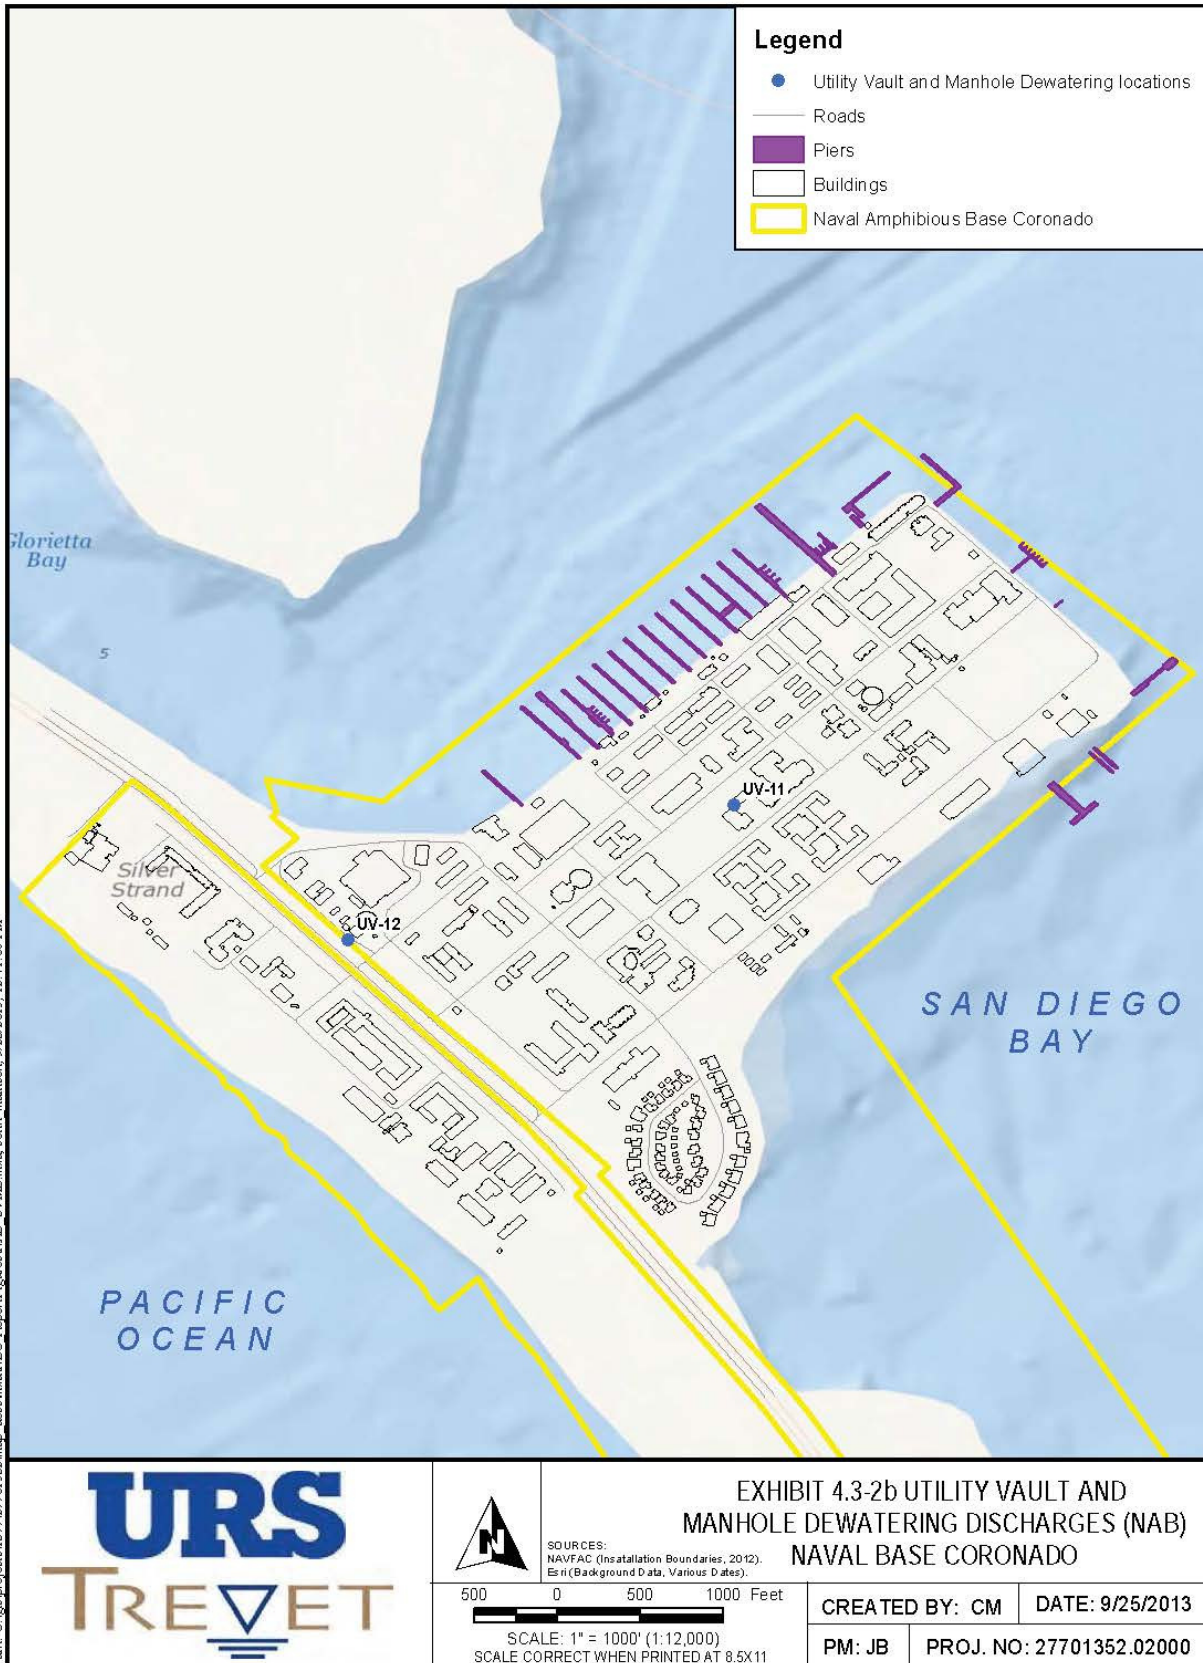 Legend
Utility Vault and Manhole Dewatering locations
Roads
Piers
Buildings
Naval Amphibious Base Coronado
Glorietta
Bay
5
UV-11
Silver
Strand
UV-12
SAN DIEGO
BAY
PACIFIC
OCEAN
URS
TREVET
N
SOURCES:
NAVFAC (Insatallation Boundaries, 2012).
Esri (Background Data, Various Dates).
EXHIBIT 4.3-2b UTILITY VAULT AND
MANHOLE DEWATERING DISCHARGES (NAB)
NAVAL BASE CORONADO
500 0 500 1000 Feet
SCALE: 1" = 1000' (1:12,000)
SCALE CORRECT WHEN PRINTED AT 8.5X11
CREATED BY: CM
DATE: 9/25/2013
PM: JB
PROJ. NO: 27701352.02000